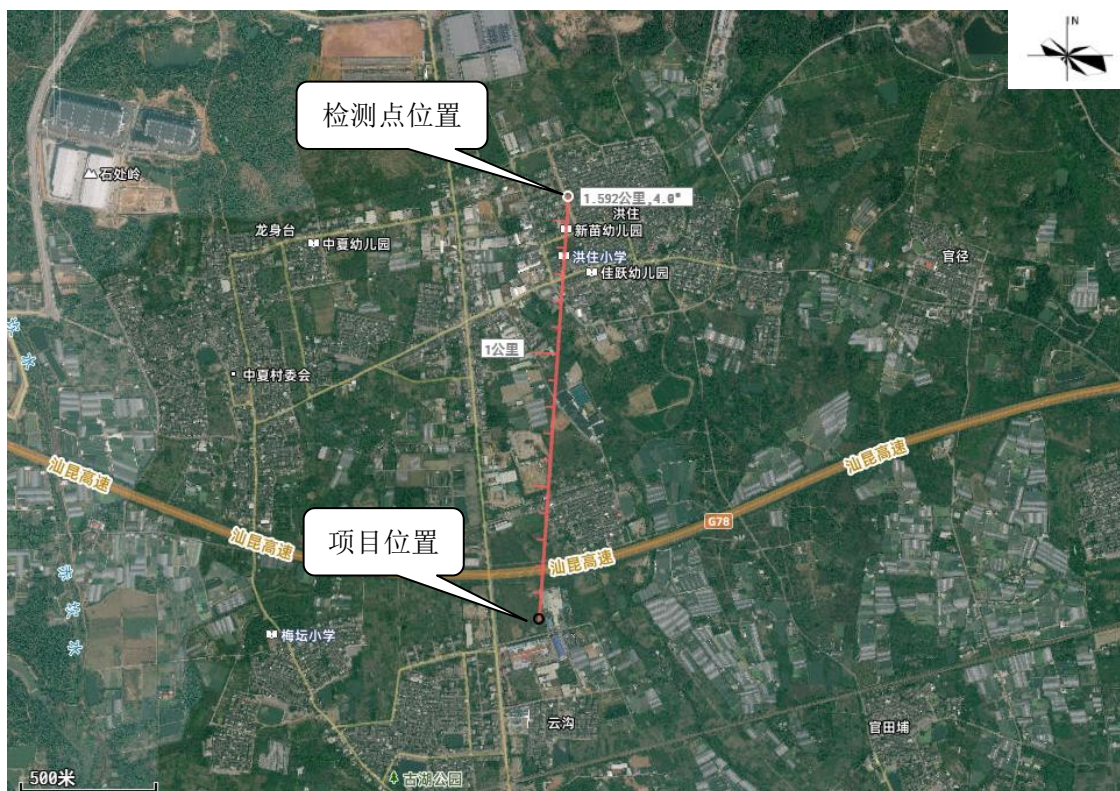 N
检测点位置
石处岭
1.592公里,4.0°
洪住
新苗幼儿园
龙身台
中夏幼儿园
洪住小学
官径
佳跃幼儿园
1公里
中夏村委会
汕昆高速
汕昆高速
G78
项目位置
汕昆高速
汕昆高速
梅坛小学
云沟
官田埔
古湖公园
500米